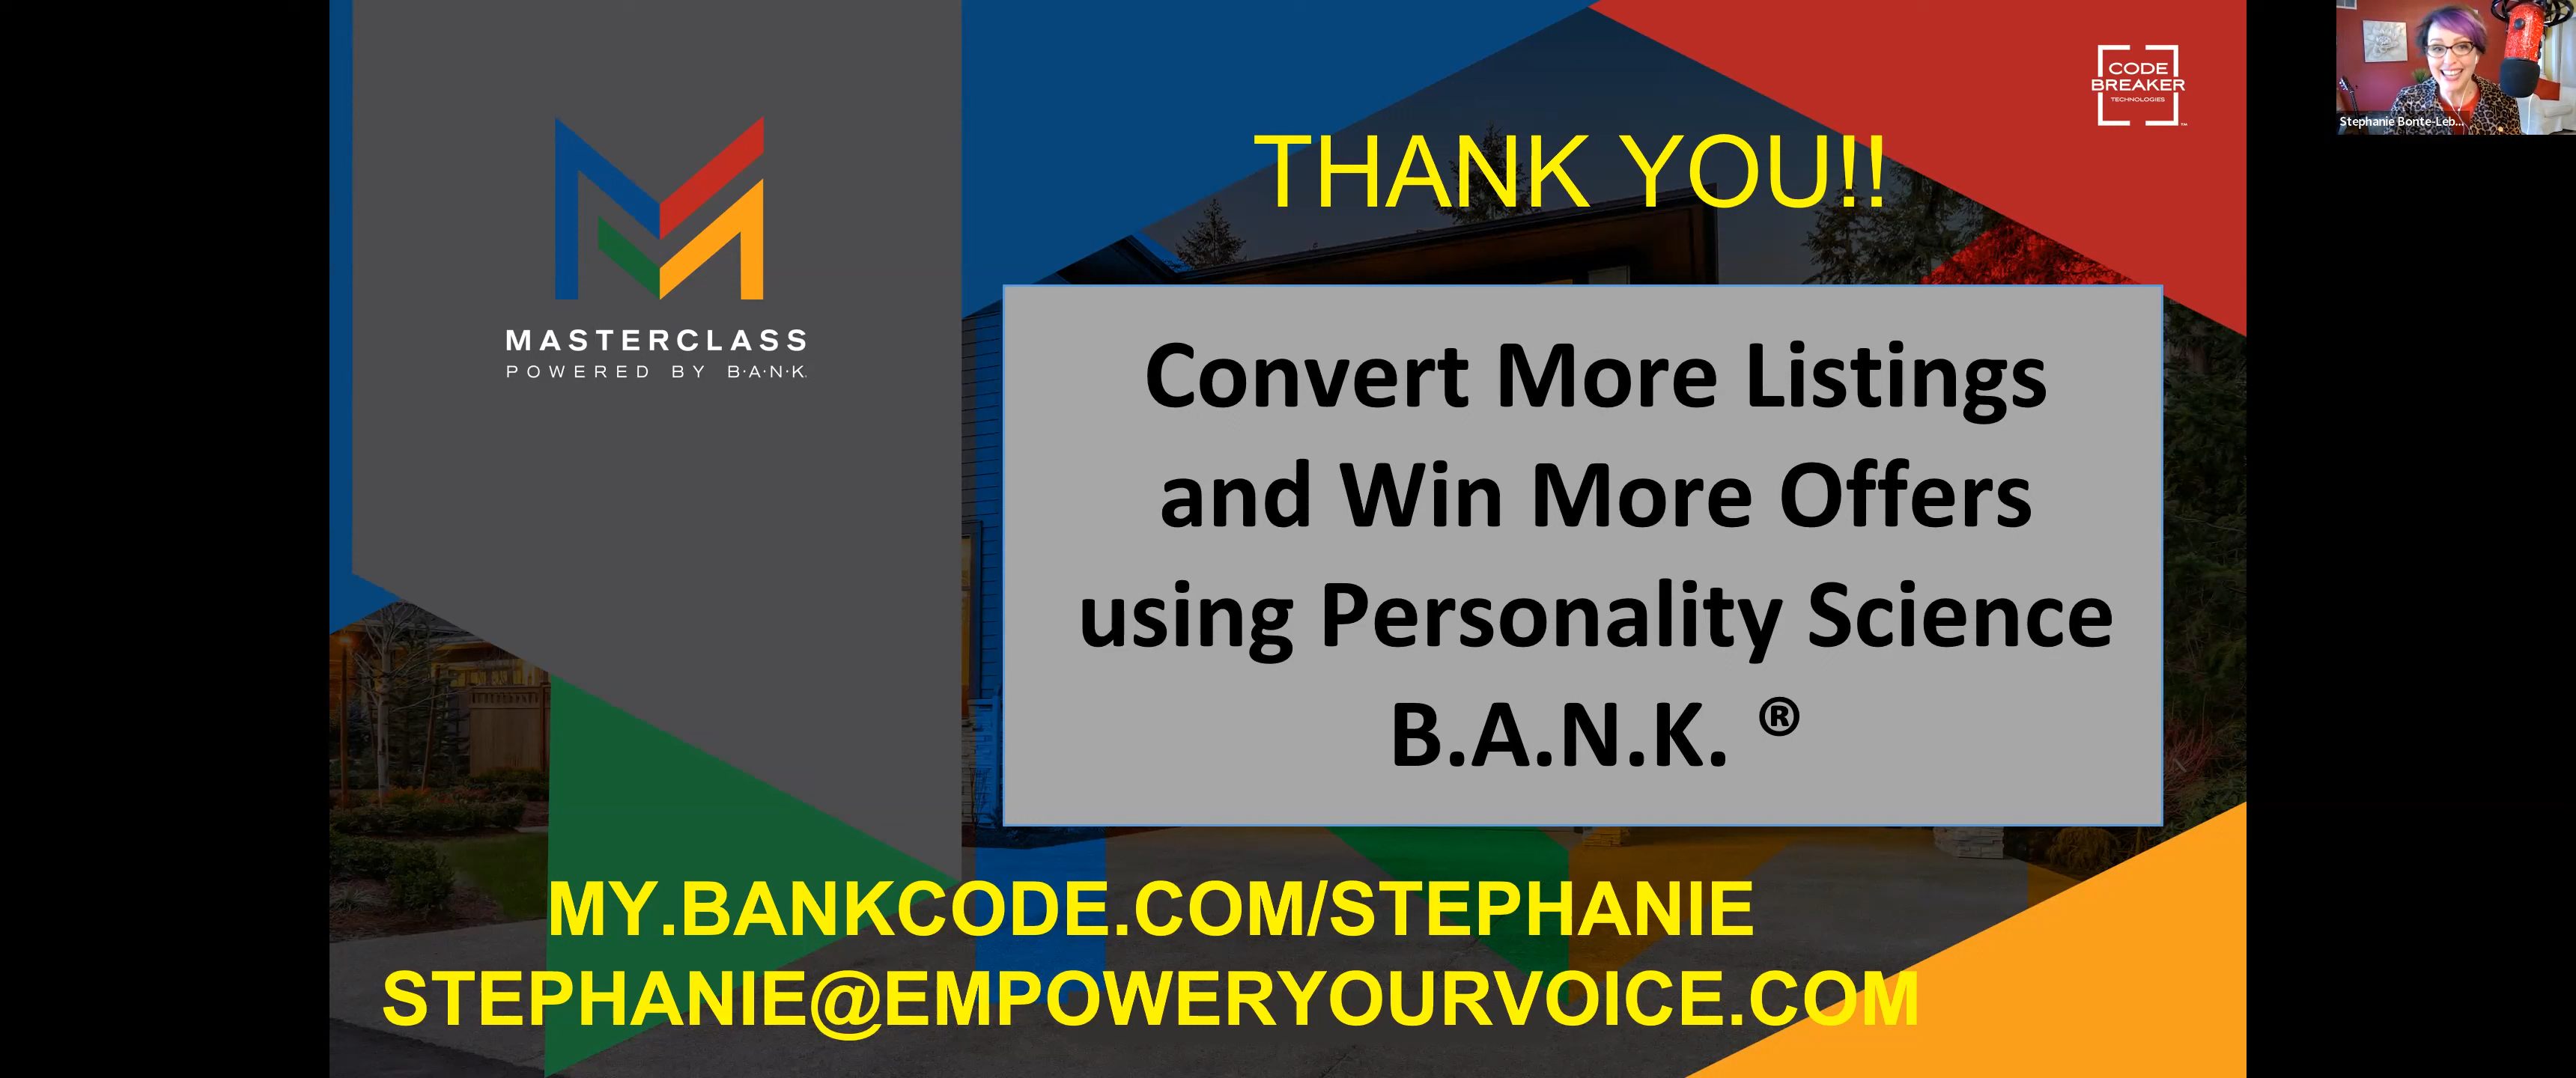 MASTERCLASS
POWERED BY B·A·N·K.
CODE
BREAKER
TECHNOLOGIES
THANK YOU!!
Convert More Listings
and Win More Offers
using Personality Science
B.A.N.K. ®
MY.BANKCODE.COM/STEPHANIE
STEPHANIE@EMPOWERYOURVOICE.COM
Stephanie Bonte-Leb...